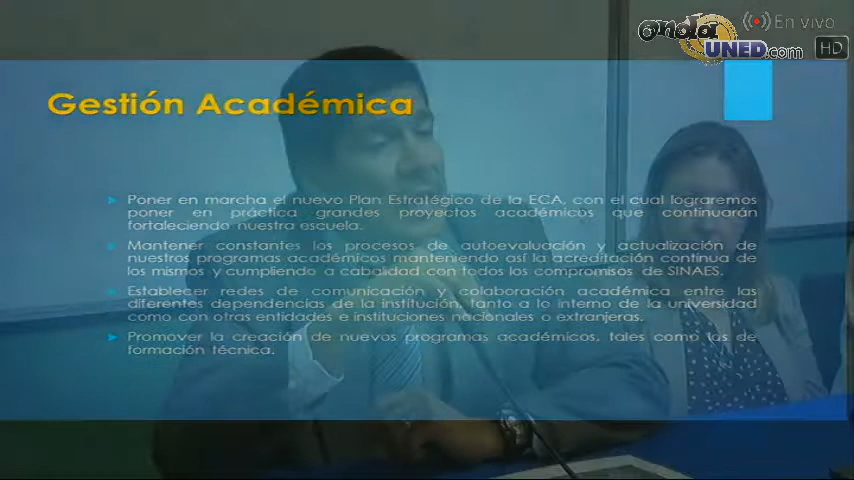 onda
UNED.com
En vivo
HD
Gestión Académica
Poner en marcha el nuevo Plan Estratégico de la ECA, con el cual lograremos
poner en práctica grandes proyectos académicos que continuarán
fortaleciendo nuestra escuela.
Mantener constantes los procesos de autoevaluación y actualización de
nuestros programas académicos manteniendo así la acreditación continua de
los mismos y cumpliendo a cabalidad con todos los compromisos de SINAES.
Establecer redes de comunicación y colaboración académica entre las
diferentes dependencias de la institución, tanto a lo interno de la universidad
como con otras entidades e instituciones nacionales o extranjeras.
Promover la creación de nuevos programas académicos, tales como los de
formación técnica.